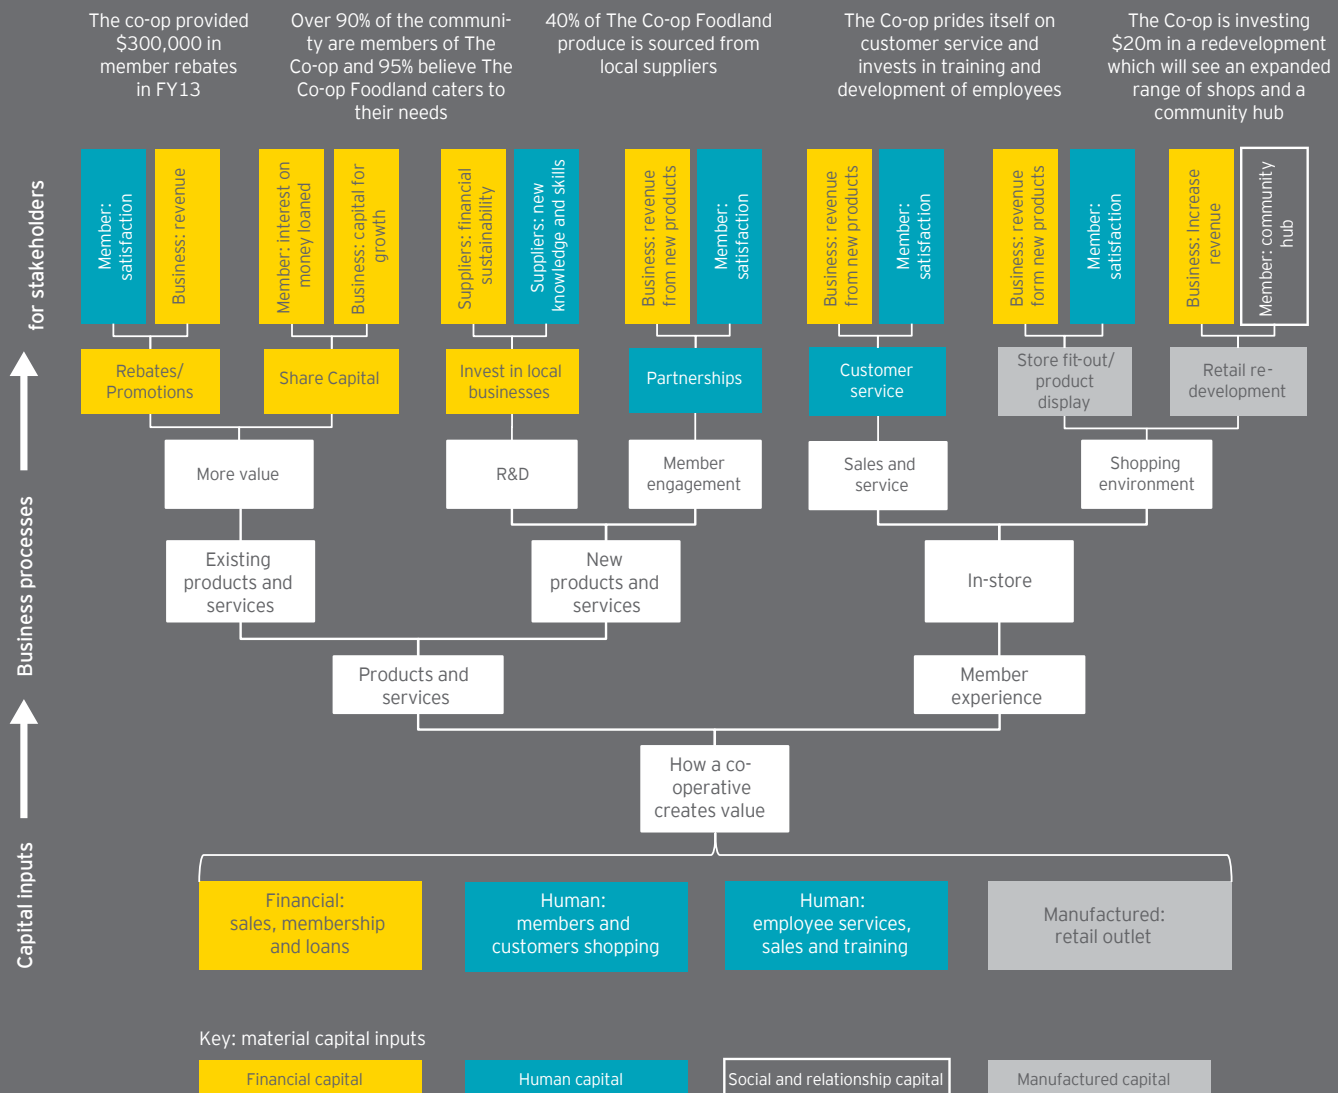 The co-op provided
$300,000 in
member rebates
in FY13
Over 90% of the communi-
ty are members of The
Co-op and 95% believe The
Co-op Foodland caters to
their needs
40% of The Co-op Foodland
produce is sourced from
local suppliers
The Co-op prides itself on
customer service and
invests in training and
development of employees
The Co-op is investing
$20m in a redevelopment
which will see an expanded
range of shops and a
community hub
for stakeholders
Member:
satisfaction
Business: revenue
Member: interest on
money loaned
Business: capital for
growth
Suppliers: financial
sustainability
Suppliers: new
knowledge and skills
Business: revenue
from new products
Member:
satisfaction
Business: revenue
from new products
Member:
satisfaction
Business: revenue
form new products
Member:
satisfaction
Business: Increase
revenue
Member: community
hub
Rebates/
Promotions
Share Capital
Invest in local
businesses
Partnerships
Customer
service
Store fit-out/
product
display
Retail re-
development
Business processes
More value
R&D
Member
engagement
Sales and
service
Shopping
environment
Existing
products and
services
New
products and
services
In-store
Products and
services
Member
experience
How a co-
operative
creates value
Capital inputs
Financial:
sales, membership
and loans
Human:
members and
customers shopping
Human:
employee services,
sales and training
Manufactured:
retail outlet
Key: material capital inputs
Financial capital
Human capital
Social and relationship capital
Manufactured capital